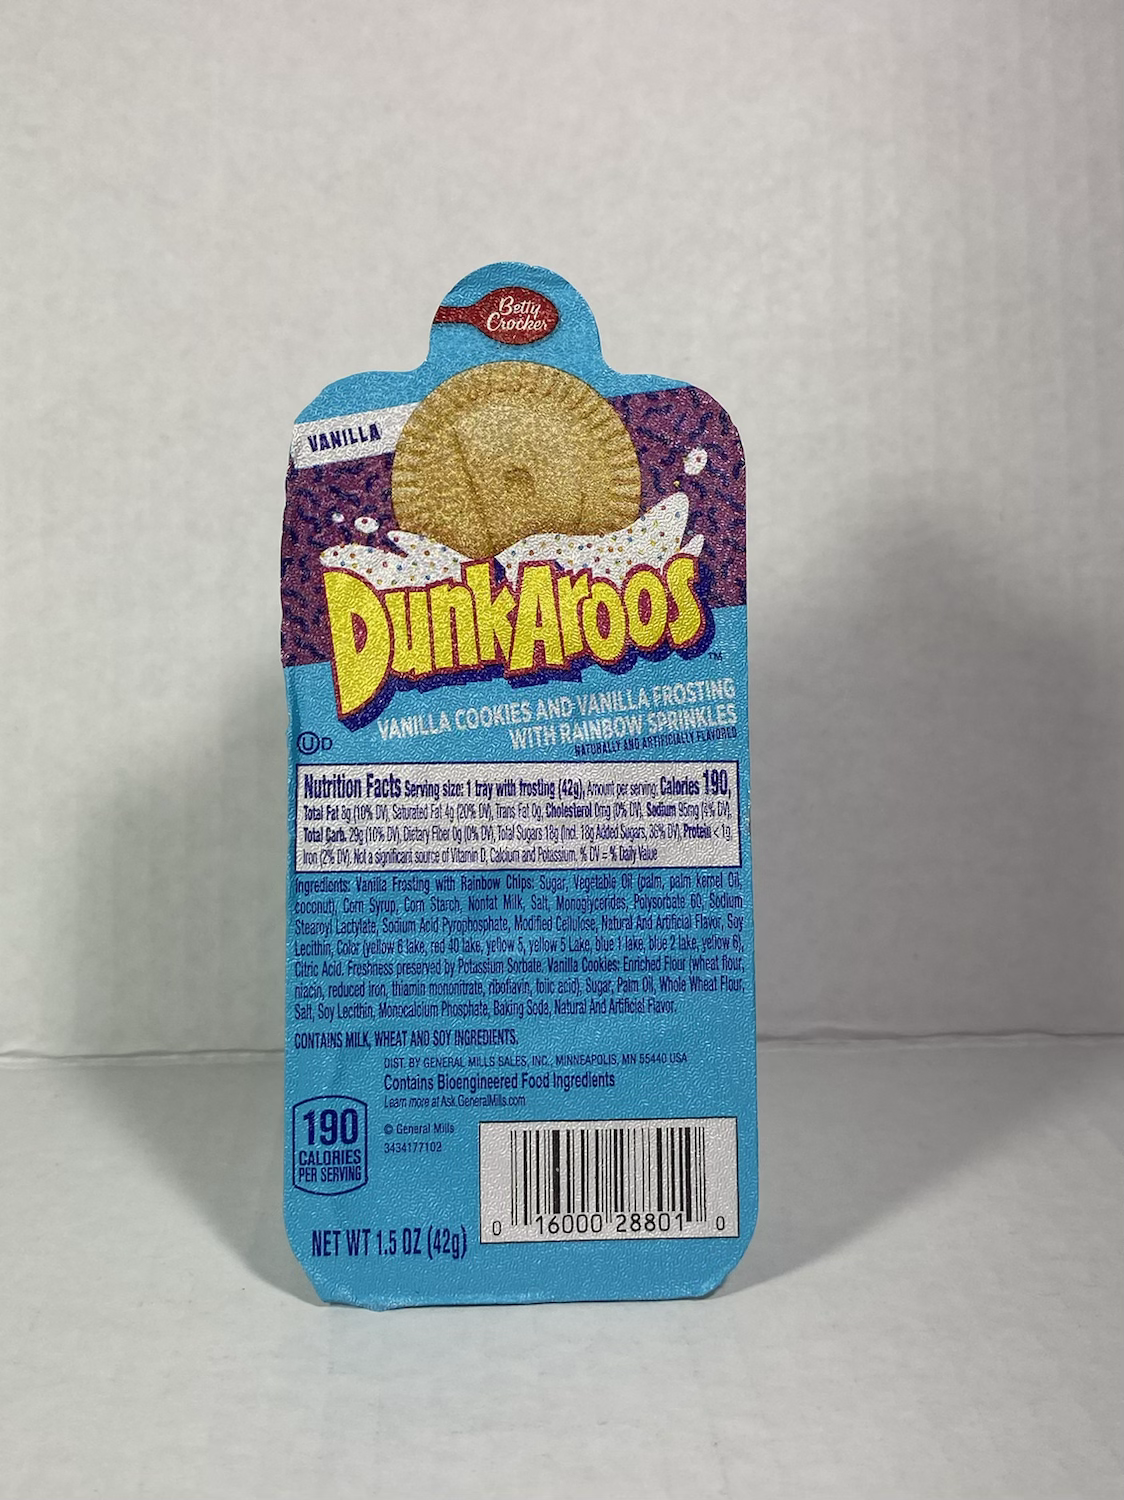 Betty
Crocker
VANILLA
DunkAroos
™
VANILLA COOKIES AND VANILLA FROSTING
WITH RAINBOW SPRINKLES
NATURALLY AND ARTIFICIALLY FLAVORED
U D
Nutrition Facts Serving size: 1 tray with frosting (42g), Amount per serving: Calories 190,
Total Fat 8g (10% DV), Saturated Fat 4g (20% DV), Trans Fat 0g, Cholesterol 0mg (0% DV), Sodium 95mg (4% DV),
Total Carb. 29g (10% DV), Dietary Fiber 0g (0% DV), Total Sugars 18g (Incl. 18g Added Sugars, 36% DV), Protein < 1g,
Iron (2% DV). Not a significant source of Vitamin D, Calcium and Potassium. % DV = % Daily Value
Ingredients: Vanilla Frosting with Rainbow Chips: Sugar, Vegetable Oil (palm, palm kernel Oil,
coconut), Corn Syrup, Corn Starch, Nonfat Milk, Salt, Monoglycerides, Polysorbate 60, Sodium
Stearoyl Lactylate, Sodium Acid Pyrophosphate, Modified Cellulose, Natural And Artificial Flavor, Soy
Lecithin, Color (yellow 6 lake, red 40 lake, yellow 5, yellow 5 Lake, blue 1 lake, blue 2 lake, yellow 6),
Citric Acid. Freshness preserved by Potassium Sorbate. Vanilla Cookies: Enriched Flour (wheat flour,
niacin, reduced iron, thiamin mononitrate, riboflavin, folic acid), Sugar, Palm Oil, Whole Wheat Flour,
Salt, Soy Lecithin, Monocalcium Phosphate, Baking Soda, Natural And Artificial Flavor.
CONTAINS MILK, WHEAT AND SOY INGREDIENTS.
DIST. BY GENERAL MILLS SALES, INC., MINNEAPOLIS, MN 55440 USA
Contains Bioengineered Food Ingredients
Learn more at Ask.GeneralMills.com
© General Mills
3434177102
190
CALORIES
PER SERVING
0 16000 28801 0
NET WT 1.5 OZ (42g)